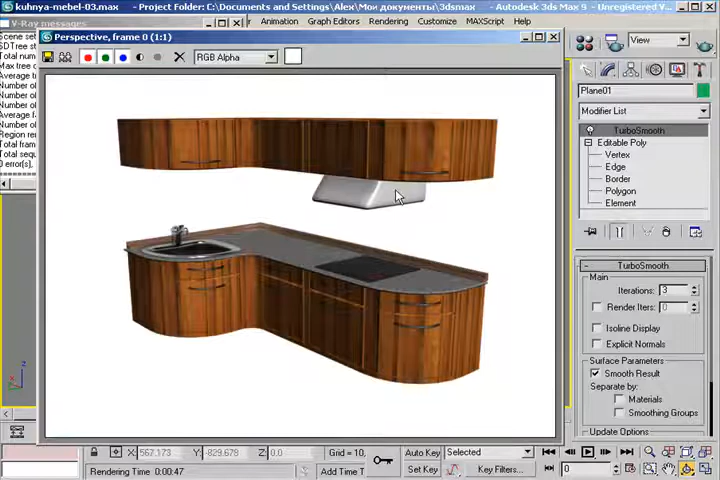 kuhnya-mebel-03.max
- Project Folder: C:\Documents and Settings\Alex\Мои документы\3dsmax
- Autodesk 3ds Max 9 - Unregistered V
V-Ray messages
Animation
Graph Editors
Rendering
Customize
MAXScript
Help
Perspective, frame 0 (1:1)
RGB Alpha
View
Plane01
Modifier List
TurboSmooth
Editable Poly
Vertex
Edge
Border
Polygon
Element
TurboSmooth
Main
Iterations: 3
Render Iters: 0
Isoline Display
Explicit Normals
Surface Parameters
Smooth Result
Separate by:
Materials
Smoothing Groups
Update Options
Scene set
SDTree st
Total num
Max tree d
Average tr
Number of
Number of
Number of
Average f
Number of
Region re
Total fram
Total sequ
0 error(s),
X: 567.173
Y: -829.678
Z: 0.0
Grid = 10,
Auto Key
Selected
Rendering Time 0:00:47
Add Time T
Set Key
Key Filters...
0